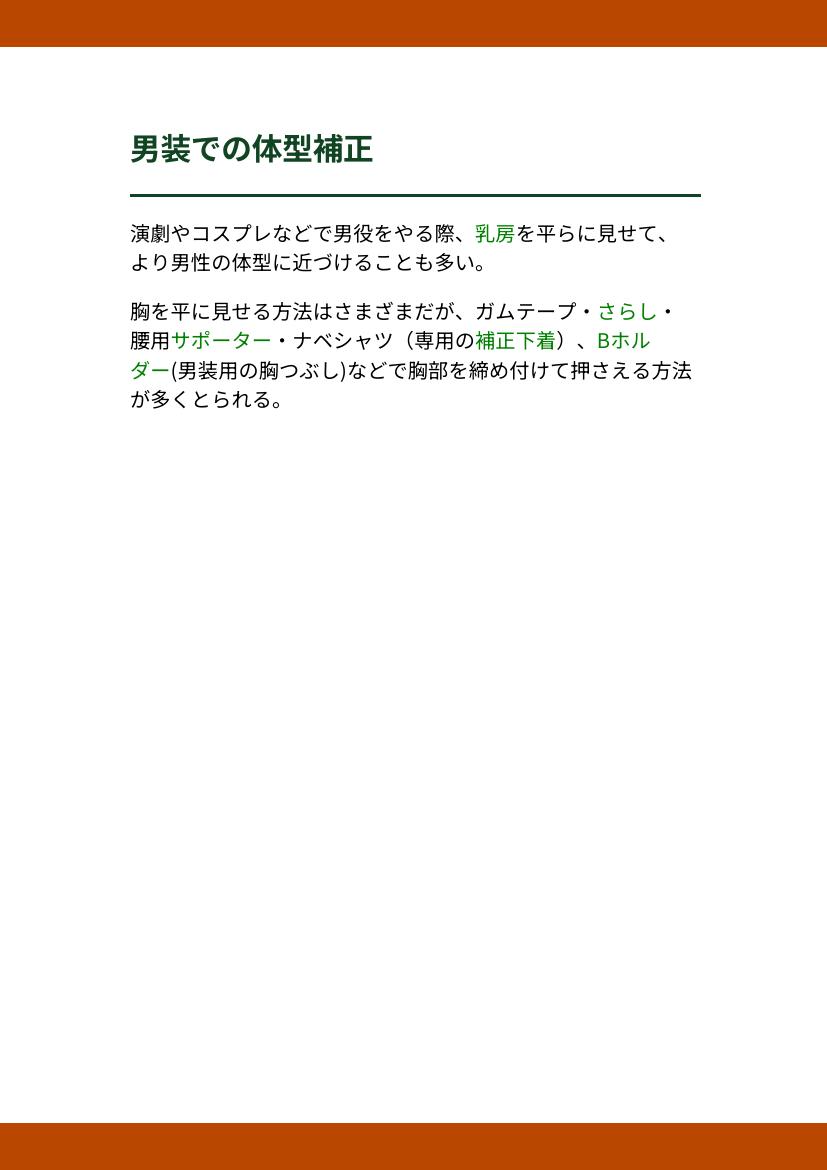 男装での体型補正
演劇やコスプレなどで男役をやる際、乳房を平らに見せて、
より男性の体型に近づけることも多い。
胸を平に見せる方法はさまざまだが、ガムテープ・さらし・
腰用サポーター・ナベシャツ（専用の補正下着）、Bホル
ダー(男装用の胸つぶし)などで胸部を締め付けて押さえる方法
が多くとられる。